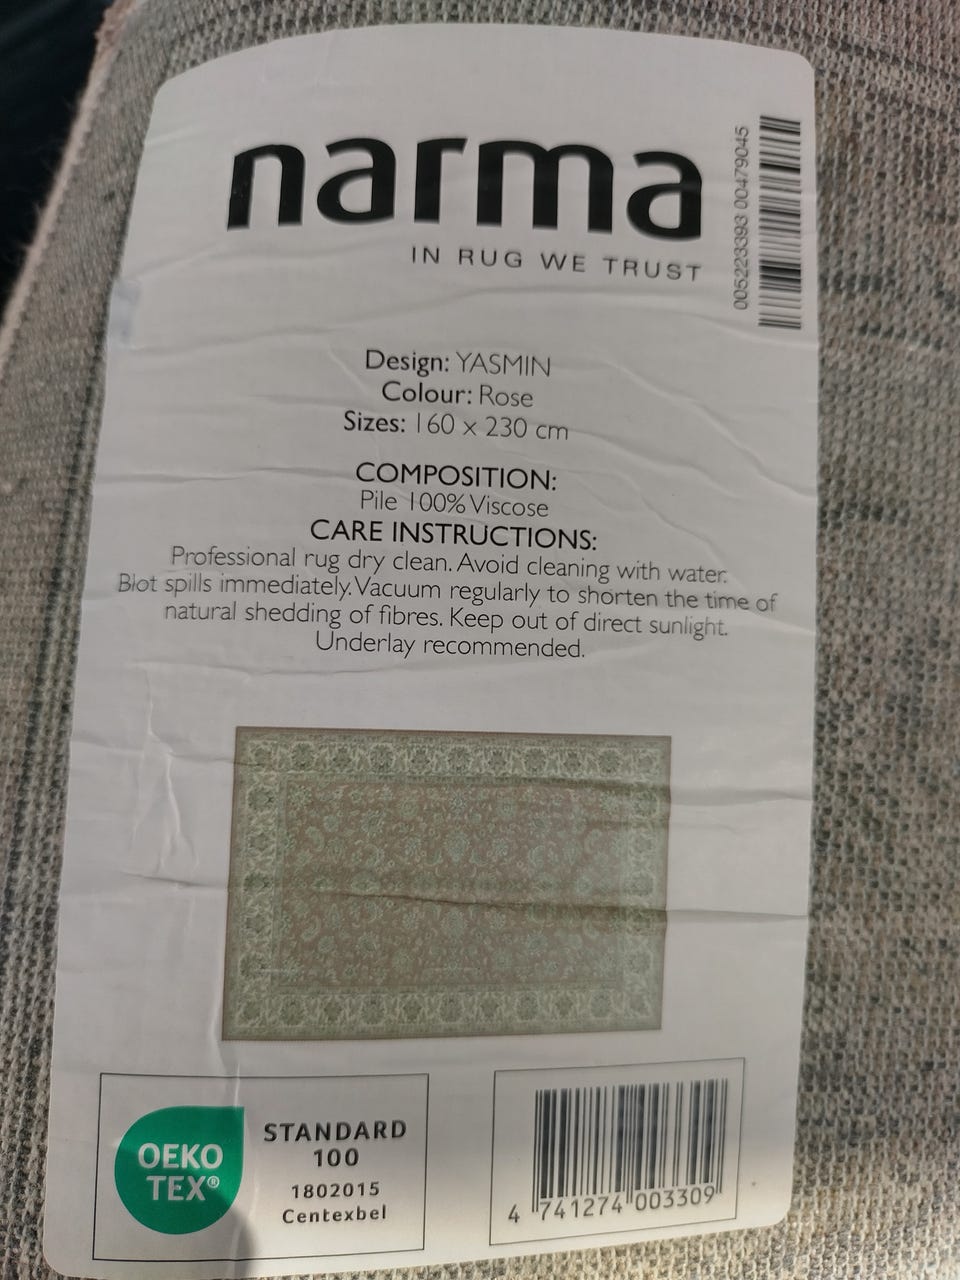 narma
IN RUG WE TRUST
005223393 00479045
Design: YASMIN
Colour: Rose
Sizes: 160 x 230 cm
COMPOSITION:
Pile 100% Viscose
CARE INSTRUCTIONS:
Professional rug dry clean. Avoid cleaning with water.
Blot spills immediately. Vacuum regularly to shorten the time of
natural shedding of fibres. Keep out of direct sunlight.
Underlay recommended.
OEKO
TEX®
STANDARD
100
1802015
Centexbel
4 741274 003309